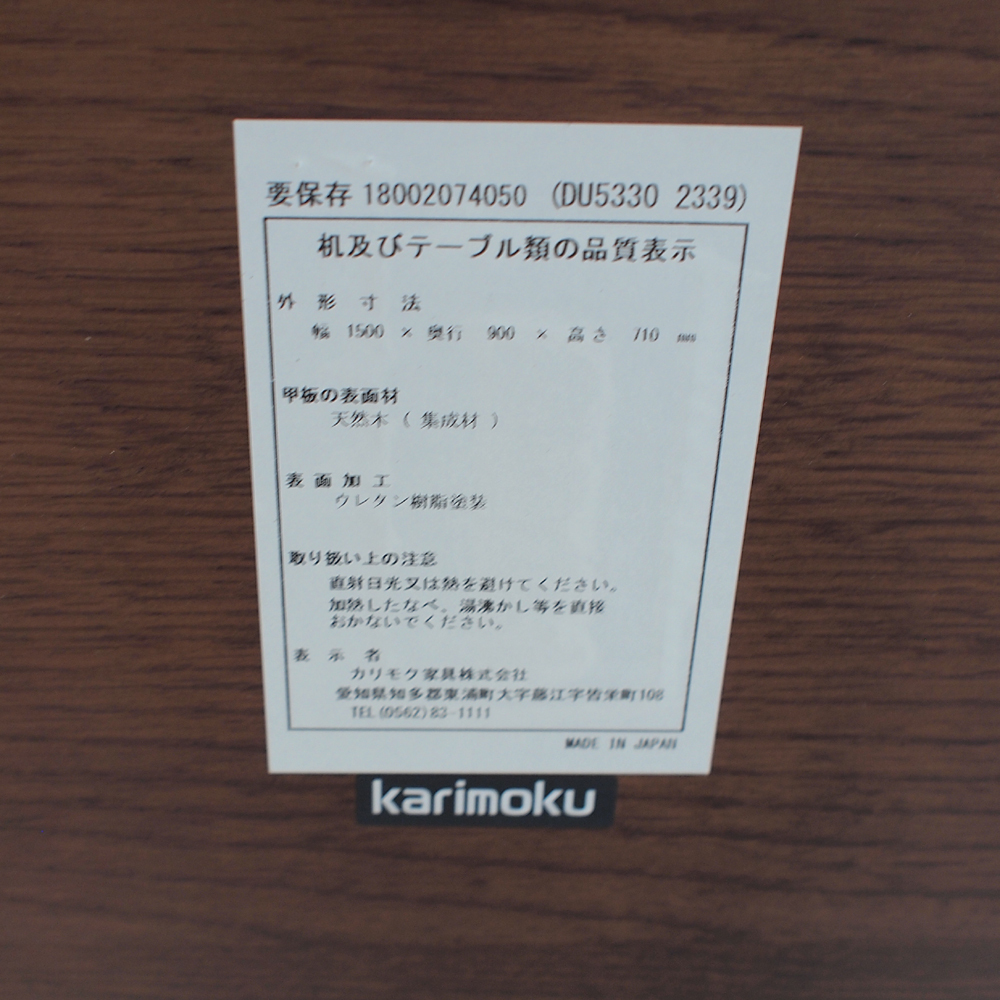 要保存 18002074050 (DU5330 2339)
机及びテーブル類の品質表示
外形寸法
幅 1500 × 奥行 900 × 高さ 710 mm
甲板の表面材
天然木 ( 集成材 )
表面加工
ウレタン樹脂塗装
取り扱い上の注意
直射日光又は熱を避けてください。
加熱したなべ、湯沸かし等を直接
おかないでください。
表示者
カリモク家具株式会社
愛知県知多郡東浦町大字藤江字皆栄町108
TEL (0562) 83-1111
MADE IN JAPAN
karimoku